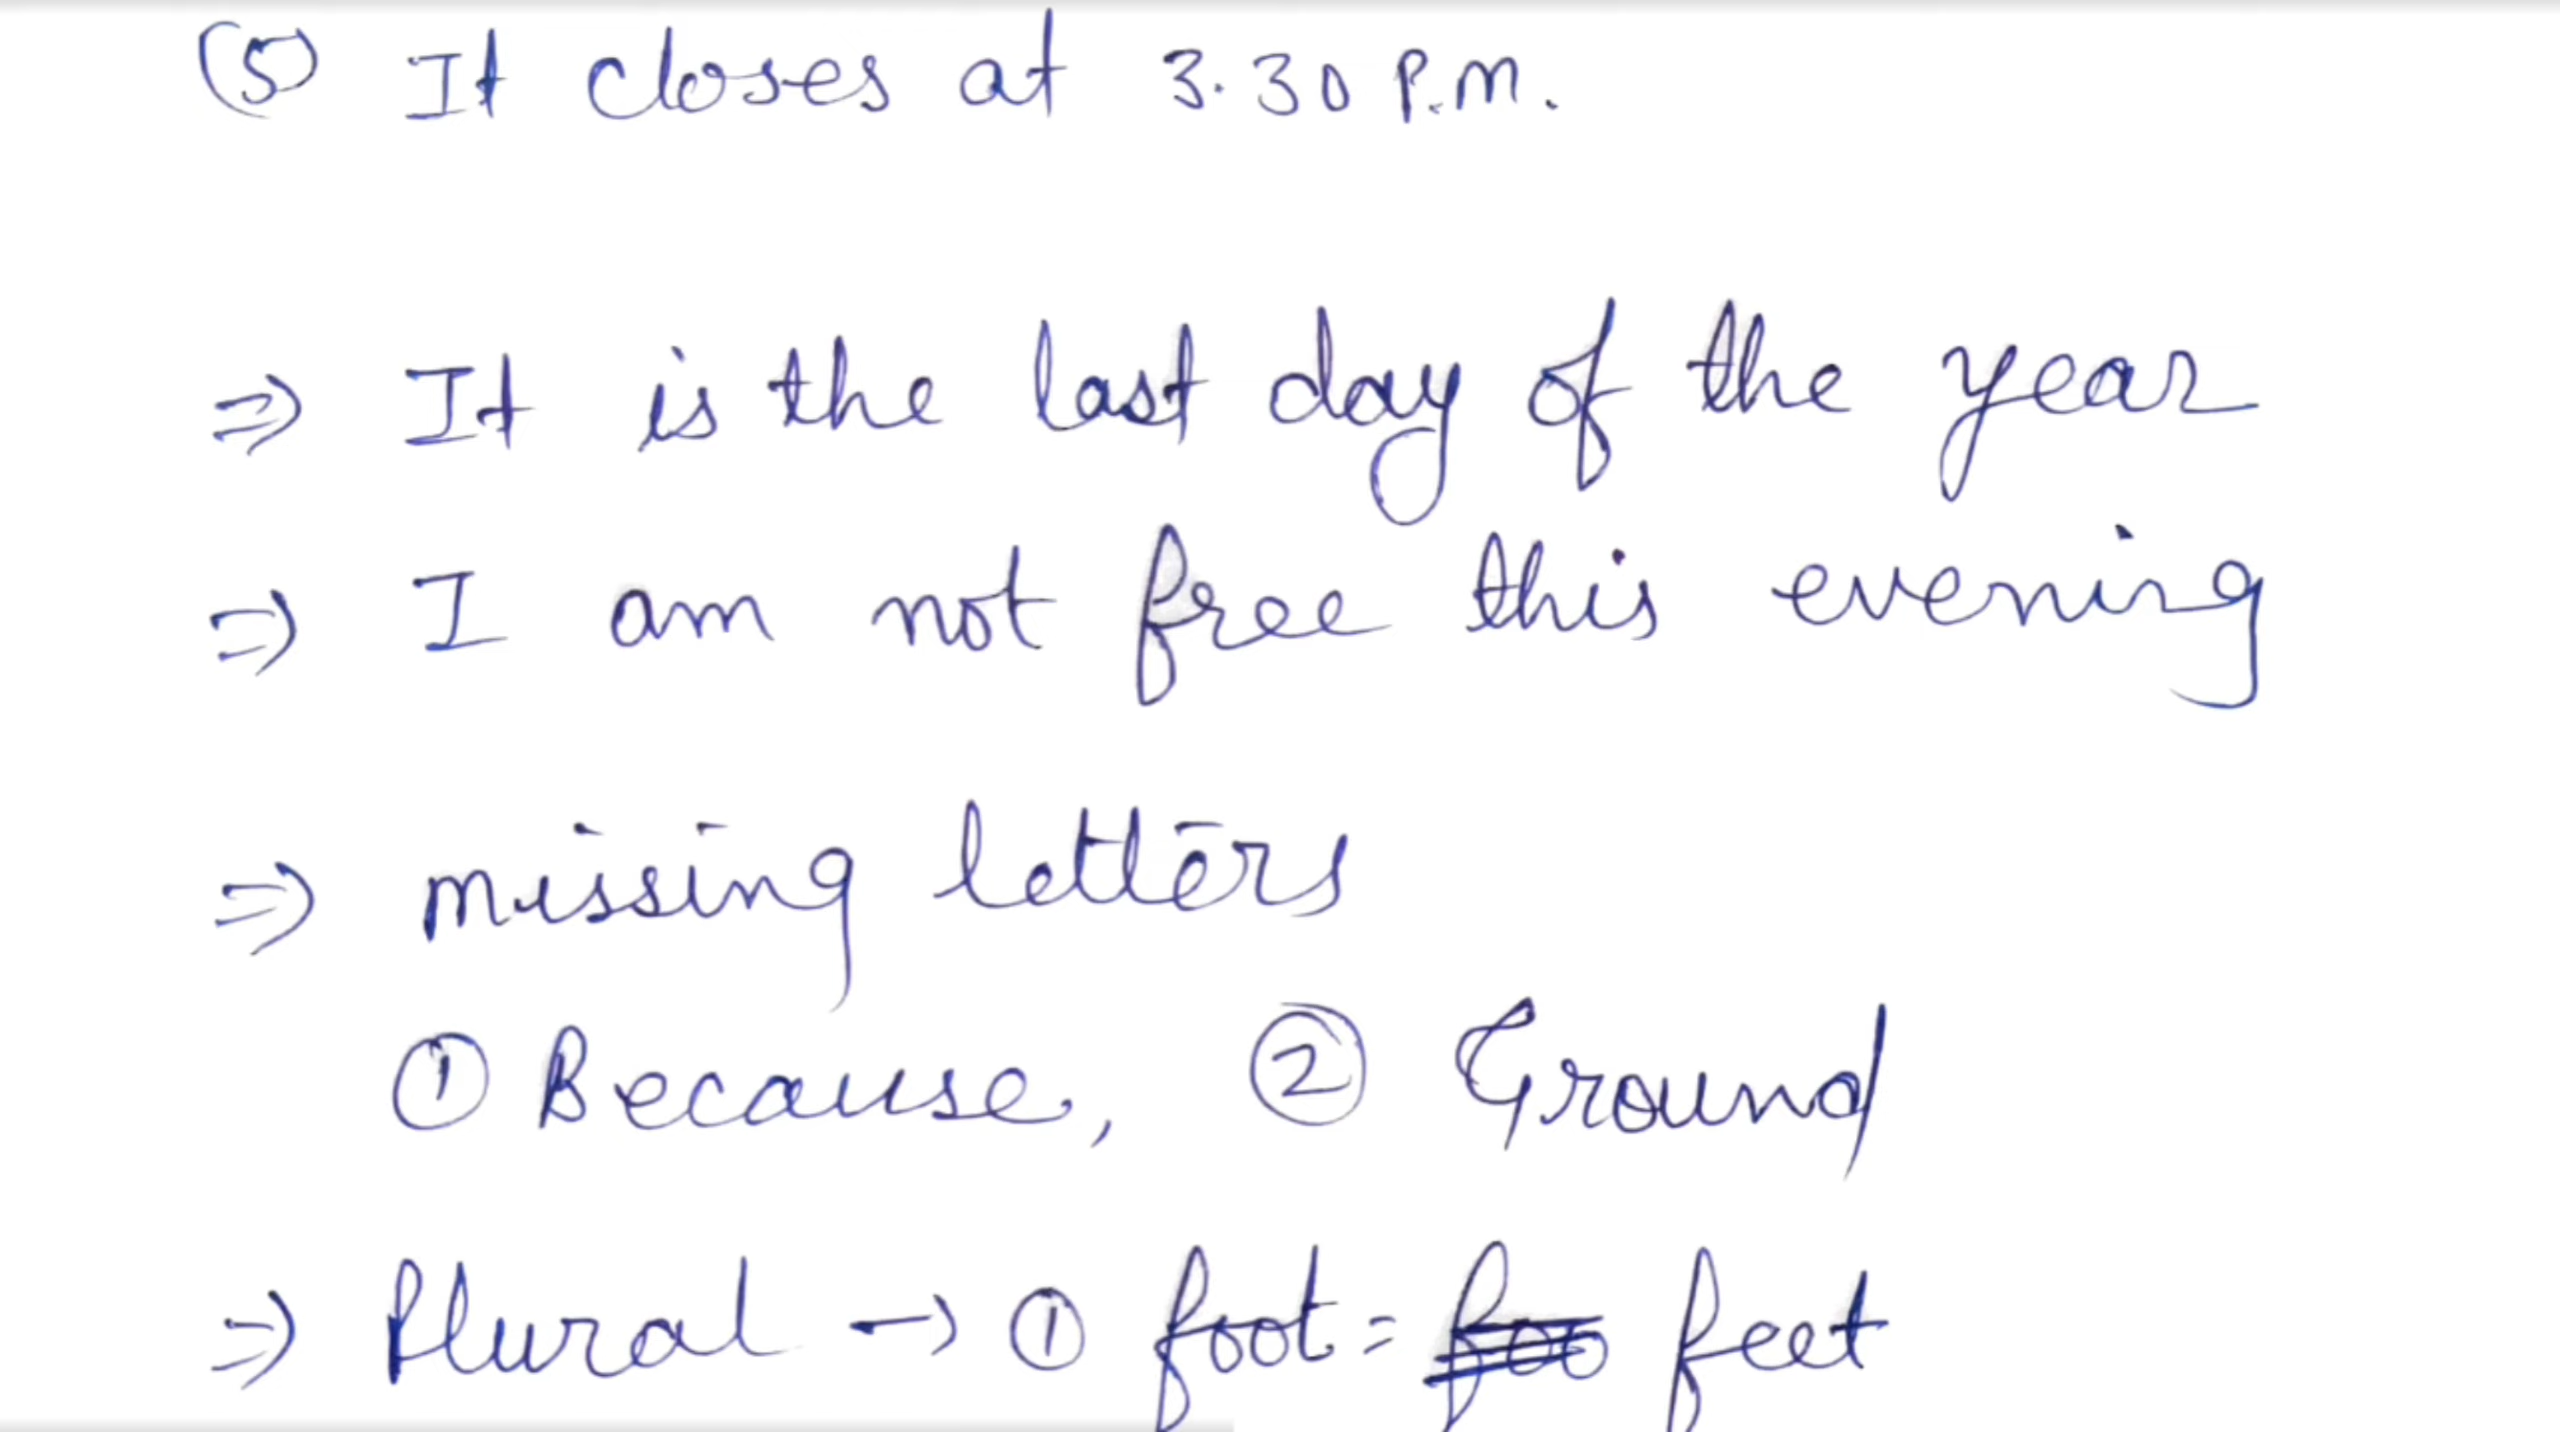 (5) It closes at 3.30 P.m.
⇒ It is the last day of the year
⇒ I am not free this evening
⇒ missing letters
① Because, ② Ground
⇒ Plural → ① foot = feet